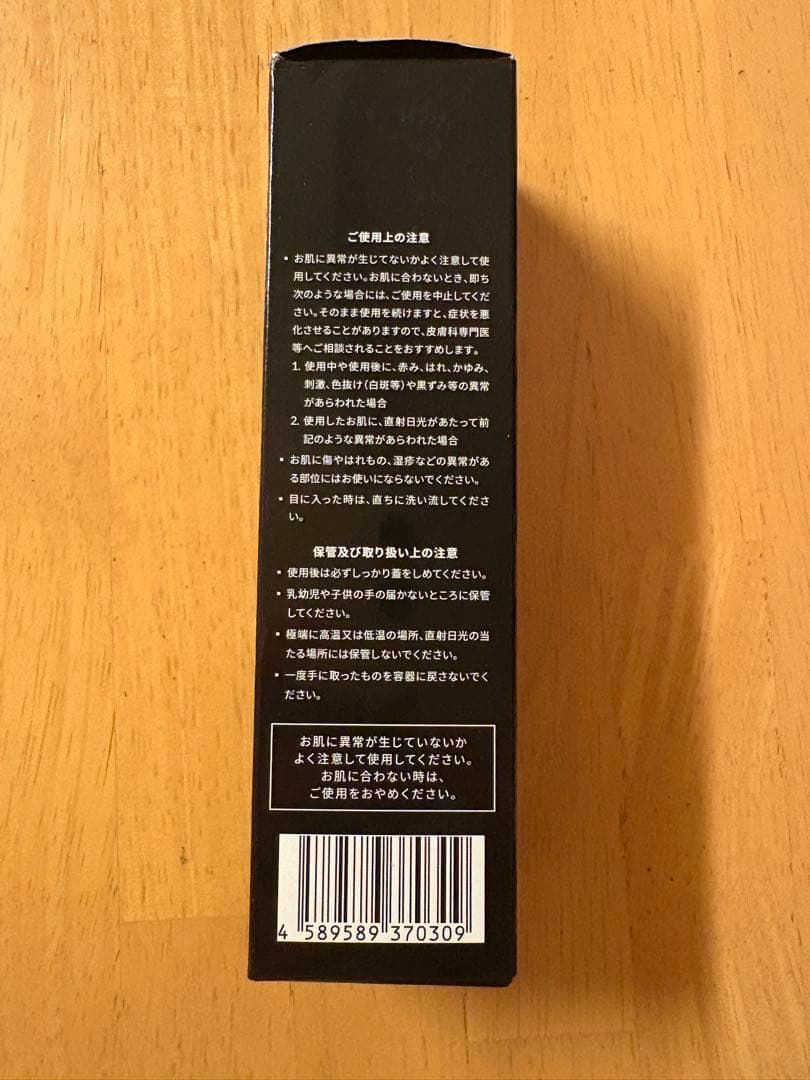 ご使用上の注意
• お肌に異常が生じてないかよく注意して使
用してください。お肌に合わないとき、即ち
次のような場合には、ご使用を中止してくだ
さい。そのまま使用を続けますと、症状を悪
化させることがありますので、皮膚科専門医
等へご相談されることをおすすめします。
1. 使用中や使用後に、赤み、はれ、かゆみ、
刺激、色抜け（白斑等）や黒ずみ等の異常
があらわれた場合
2. 使用したお肌に、直射日光があたって前
記のような異常があらわれた場合
• お肌に傷やはれもの、湿疹などの異常があ
る部位にはお使いにならないでください。
• 目に入った時は、直ちに洗い流してくださ
い。
保管及び取り扱い上の注意
• 使用後は必ずしっかり蓋をしめてください。
• 乳幼児や子供の手の届かないところに保管
してください。
• 極端に高温又は低温の場所、直射日光の当
たる場所には保管しないでください。
• 一度手に取ったものを容器に戻さないでく
ださい。
お肌に異常が生じていないか
よく注意して使用してください。
お肌に合わない時は、
ご使用をおやめください。
4 589589 370309